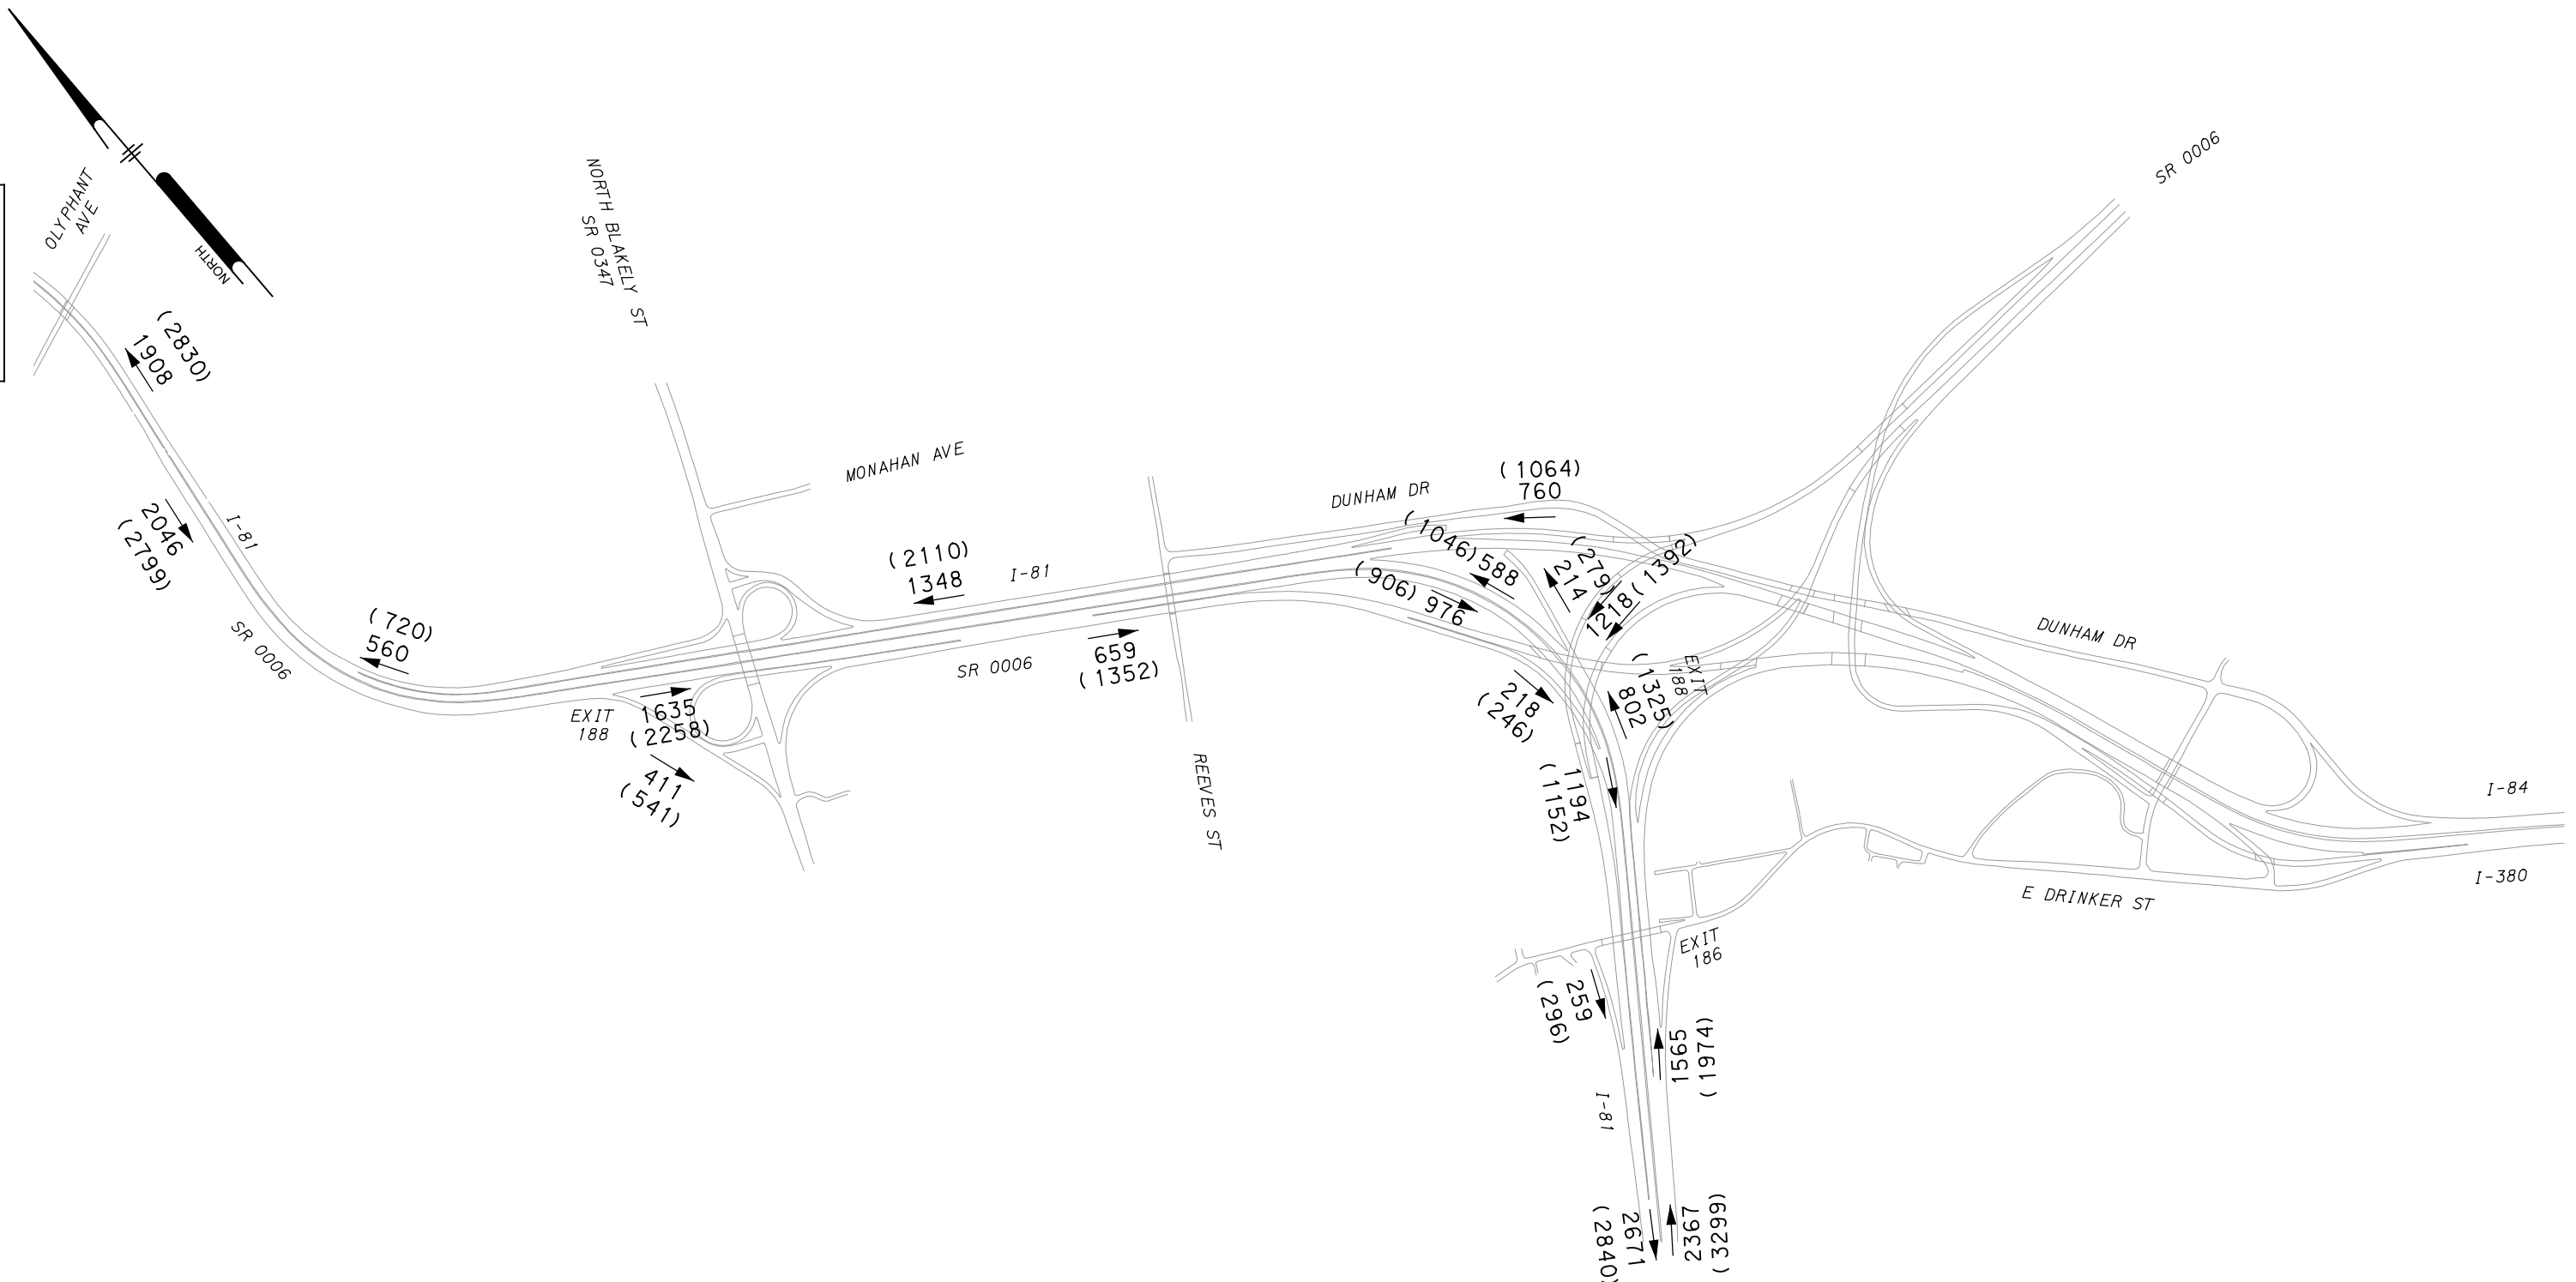 NORTH
OLYPHANT
AVE
(2830)
1908
2046
(2799)
I-81
SR 0006
(720)
560
NORTH BLAKELY ST
SR 0347
MONAHAN AVE
EXIT
188
1635
(2258)
411
(541)
(2110)
1348
I-81
SR 0006
659
(1352)
REEVES ST
DUNHAM DR
(1064)
760
(1046) 588
(906) 976
(279)
214
1218 (1392)
218
(246)
(1325)
802
EXIT
188
1194
(1152)
SR 0006
DUNHAM DR
I-84
I-380
E DRINKER ST
EXIT
186
259
(296)
1565
(1974)
I-81
2671
(2840)
2367
(3299)